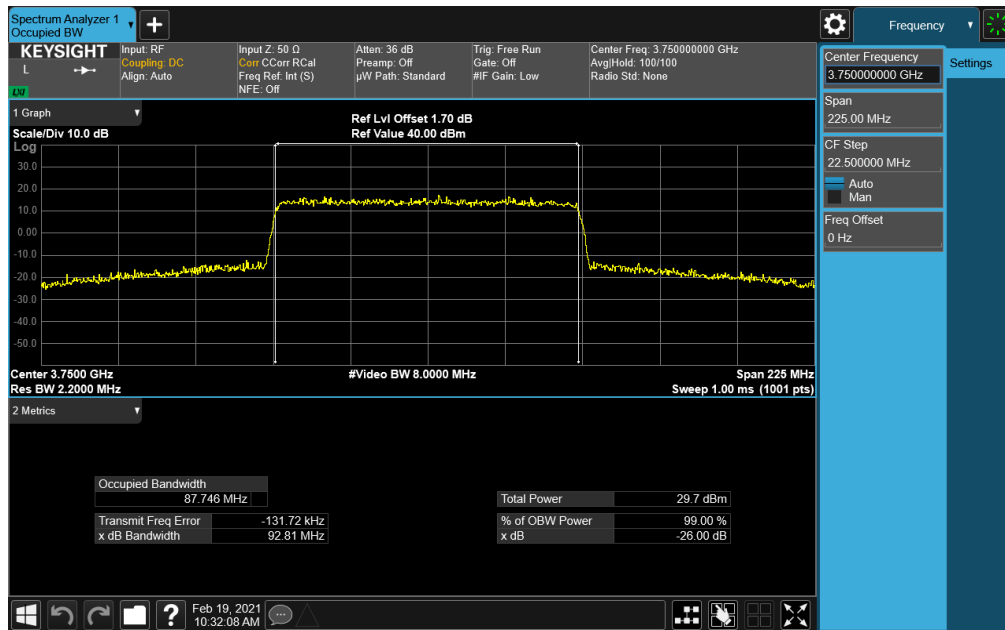 Spectrum Analyzer 1
Occupied BW
Frequency
KEYSIGHT
L
LXI
Input: RF
Coupling: DC
Align: Auto
Input Z: 50 Ω
Corr CCorr RCal
Freq Ref: Int (S)
NFE: Off
Atten: 36 dB
Preamp: Off
µW Path: Standard
Trig: Free Run
Gate: Off
#IF Gain: Low
Center Freq: 3.750000000 GHz
Avg|Hold: 100/100
Radio Std: None
Center Frequency
3.750000000 GHz
Settings
Span
225.00 MHz
CF Step
22.500000 MHz
Auto
Man
Freq Offset
0 Hz
1 Graph
Scale/Div 10.0 dB
Ref Lvl Offset 1.70 dB
Ref Value 40.00 dBm
Log
30.0
20.0
10.0
0.00
-10.0
-20.0
-30.0
-40.0
-50.0
Center 3.7500 GHz
#Video BW 8.0000 MHz
Span 225 MHz
Res BW 2.2000 MHz
Sweep 1.00 ms (1001 pts)
2 Metrics
Occupied Bandwidth
87.746 MHz
Total Power 29.7 dBm
Transmit Freq Error -131.72 kHz
% of OBW Power 99.00 %
x dB Bandwidth 92.81 MHz
x dB -26.00 dB
Feb 19, 2021
10:32:08 AM